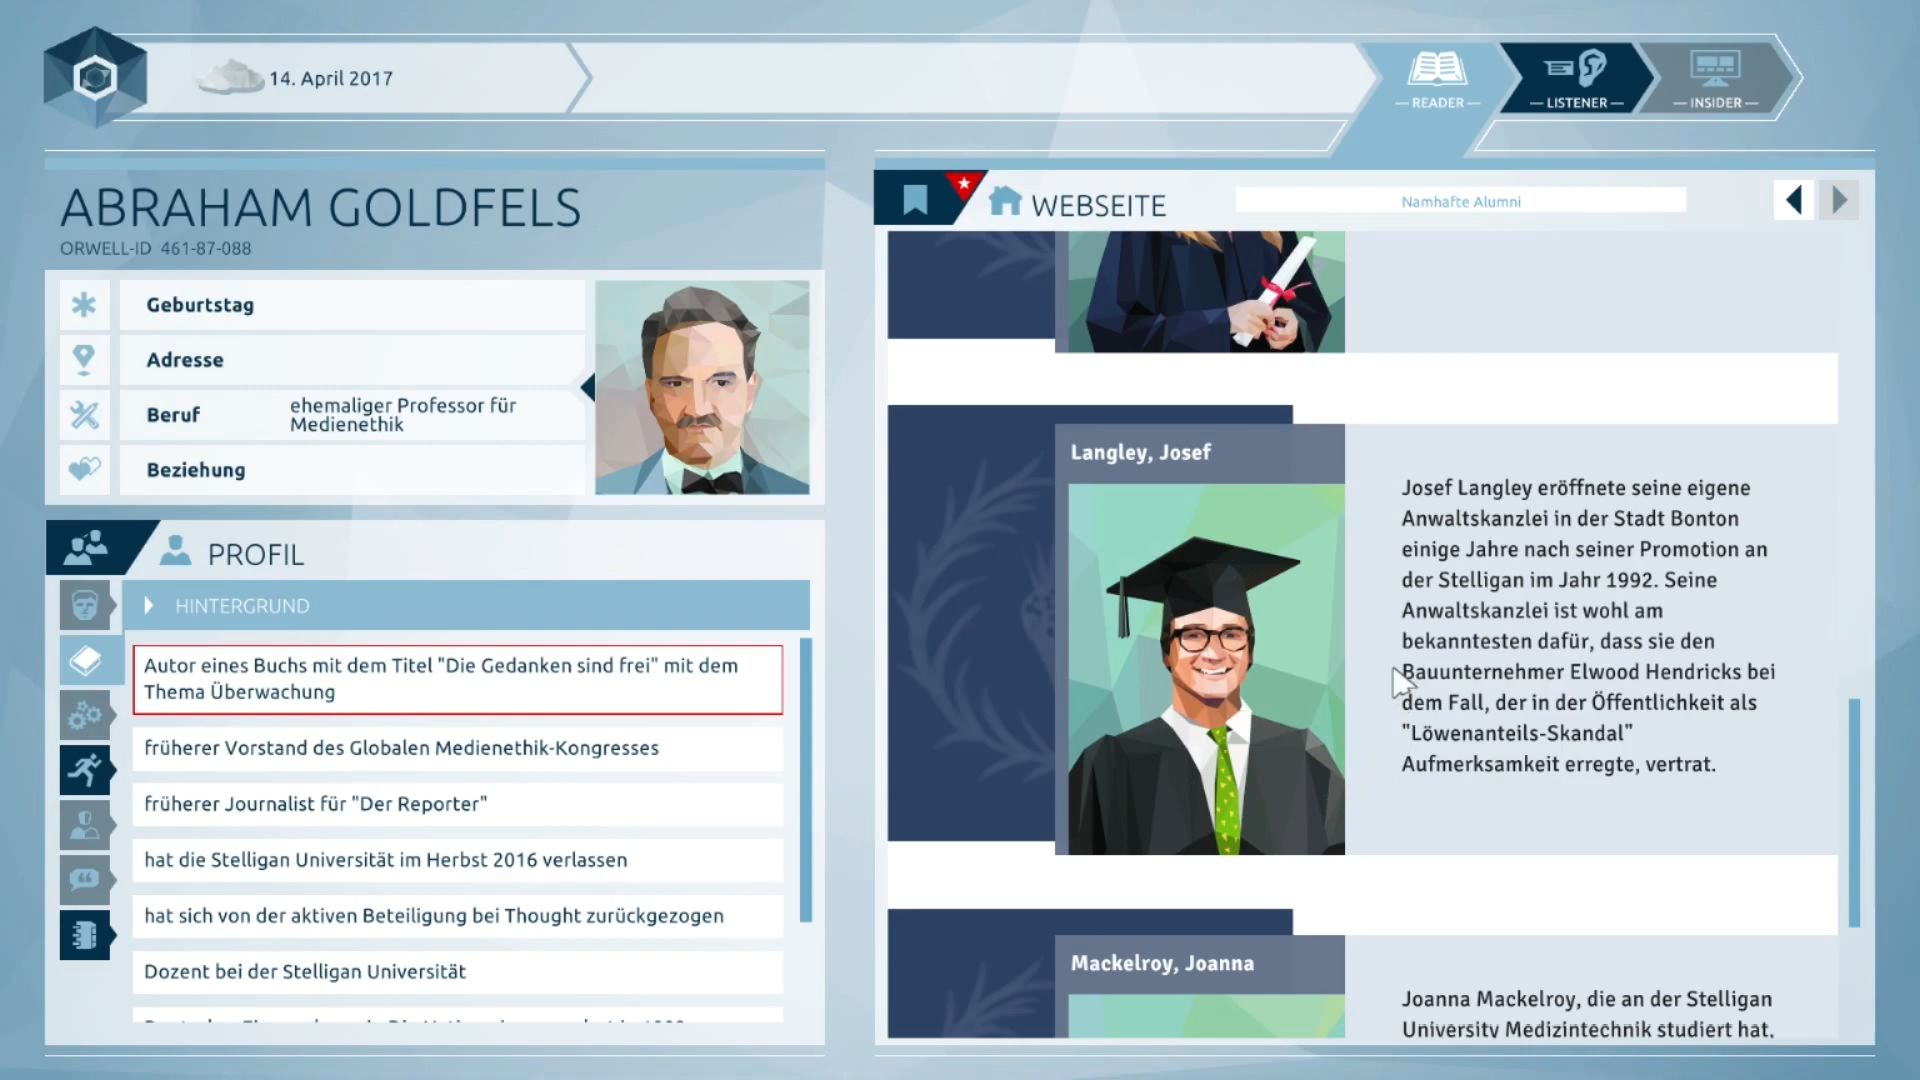 14. April 2017
READER
LISTENER
INSIDER
ABRAHAM GOLDFELS
ORWELL-ID 461-87-088
Geburtstag
Adresse
Beruf
ehemaliger Professor für
Medienethik
Beziehung
PROFIL
HINTERGRUND
Autor eines Buchs mit dem Titel "Die Gedanken sind frei" mit dem
Thema Überwachung
früherer Vorstand des Globalen Medienethik-Kongresses
früherer Journalist für "Der Reporter"
hat die Stelligan Universität im Herbst 2016 verlassen
hat sich von der aktiven Beteiligung bei Thought zurückgezogen
Dozent bei der Stelligan Universität
WEBSEITE
Namhafte Alumni
Langley, Josef
Josef Langley eröffnete seine eigene
Anwaltskanzlei in der Stadt Bonton
einige Jahre nach seiner Promotion an
der Stelligan im Jahr 1992. Seine
Anwaltskanzlei ist wohl am
bekanntesten dafür, dass sie den
Bauunternehmer Elwood Hendricks bei
dem Fall, der in der Öffentlichkeit als
"Löwenanteils-Skandal"
Aufmerksamkeit erregte, vertrat.
Mackelroy, Joanna
Joanna Mackelroy, die an der Stelligan
University Medizintechnik studiert hat,